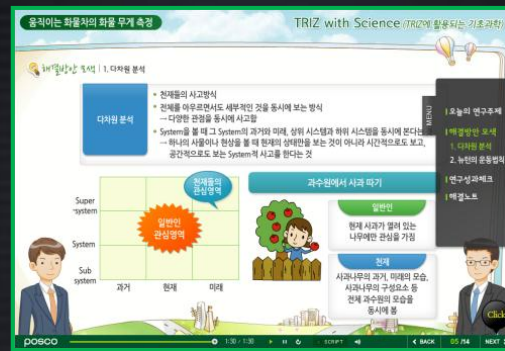 움직이는 화물차의 화물 무게 측정
TRIZ with Science (TRIZ에 활용되는 기초과학)
해결방안 모색 | 1. 다차원 분석
다차원 분석
• 천재들의 사고방식
• 전체를 아우르면서도 세부적인 것을 동시에 보는 방식
→ 다양한 관점을 동시에 사고함
• System을 볼 때 그 System의 과거와 미래, 상위 시스템과 하위 시스템을 동시에 본다는
→ 하나의 사물이나 현상을 볼 때 현재의 상태만을 보는 것이 아니라 시간적으로도 보고,
공간적으로도 보는 System적 사고를 한다는 것
MENU
오늘의 연구주제
해결방안 모색
1. 다차원 분석
2. 뉴턴의 운동법칙
연구성과체크
해결노트
Super
-system
System
Sub
system
과거
현재
미래
천재들의
관심영역
일반인
관심영역
과수원에서 사과 따기
일반인
현재 사과가 열려 있는
나무에만 관심을 가짐
천재
사과나무의 과거, 미래의 모습,
사과나무의 구성요소 등
전체 과수원의 모습을
동시에 봄
Click
posco
1:30 / 1:30
SCRIPT
BACK
05 /14
NEXT